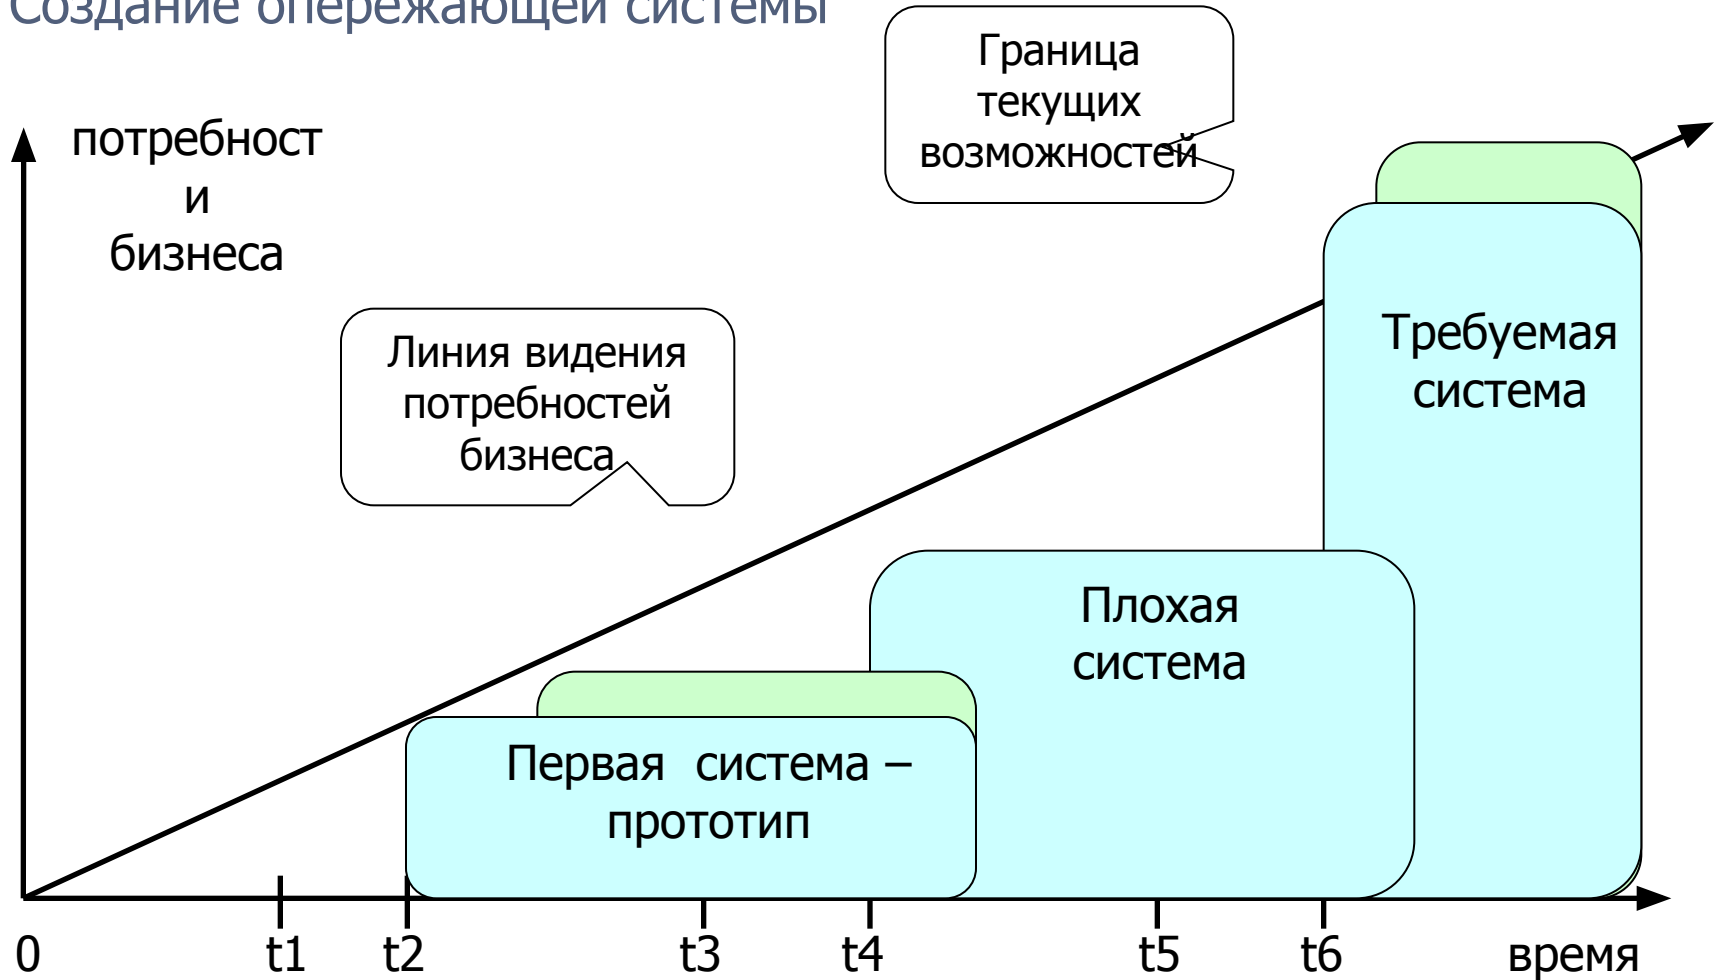 Создание опережающей системы
Граница
текущих
возможностей
потребност
и
бизнеса
Линия видения
потребностей
бизнеса
Требуемая
система
Плохая
система
Первая система –
прототип
0 t1 t2 t3 t4 t5 t6 время